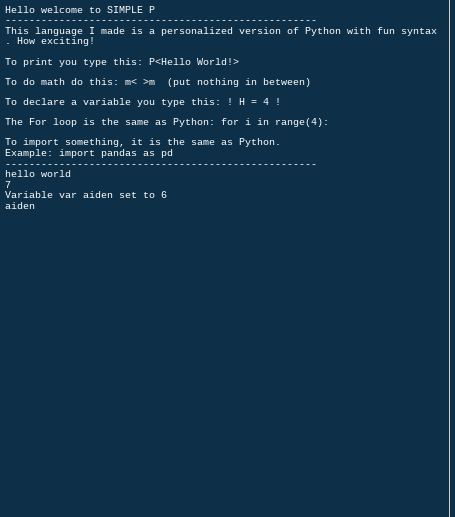 Hello welcome to SIMPLE P
----------------------------------------------------
This language I made is a personalized version of Python with fun syntax
. How exciting!
To print you type this: P<Hello World!>
To do math do this: m< >m  (put nothing in between)
To declare a variable you type this: ! H = 4 !
The For loop is the same as Python: for i in range(4):
To import something, it is the same as Python.
Example: import pandas as pd
----------------------------------------------------
hello world
7
Variable var aiden set to 6
aiden